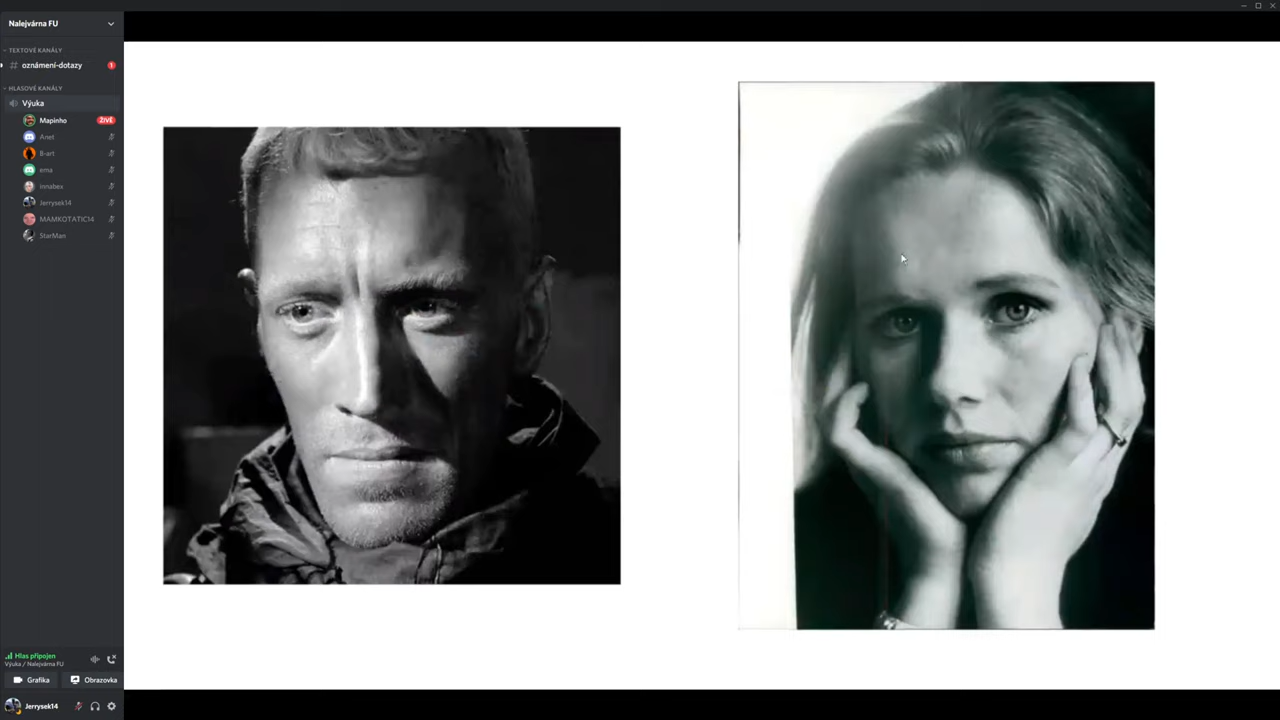 Nalejvárna FU
TEXTOVÉ KANÁLY
oznámení-dotazy
1
HLASOVÉ KANÁLY
Výuka
Mapinho
ŽIVĚ
Anet
B-art
ema
innabex
Jerrysek14
MAMKOTATIC14
StarMan
Hlas připojen
Výuka / Nalejvárna FU
Grafika
Obrazovka
Jerrysek14